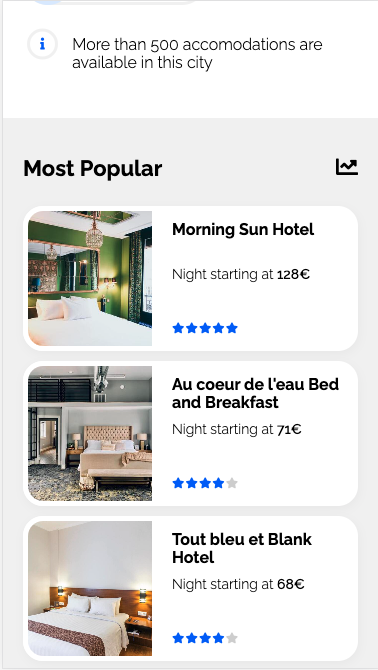 More than 500 accomodations are
available in this city
Most Popular
Morning Sun Hotel
Night starting at 128€
Au coeur de l'eau Bed
and Breakfast
Night starting at 71€
Tout bleu et Blank
Hotel
Night starting at 68€